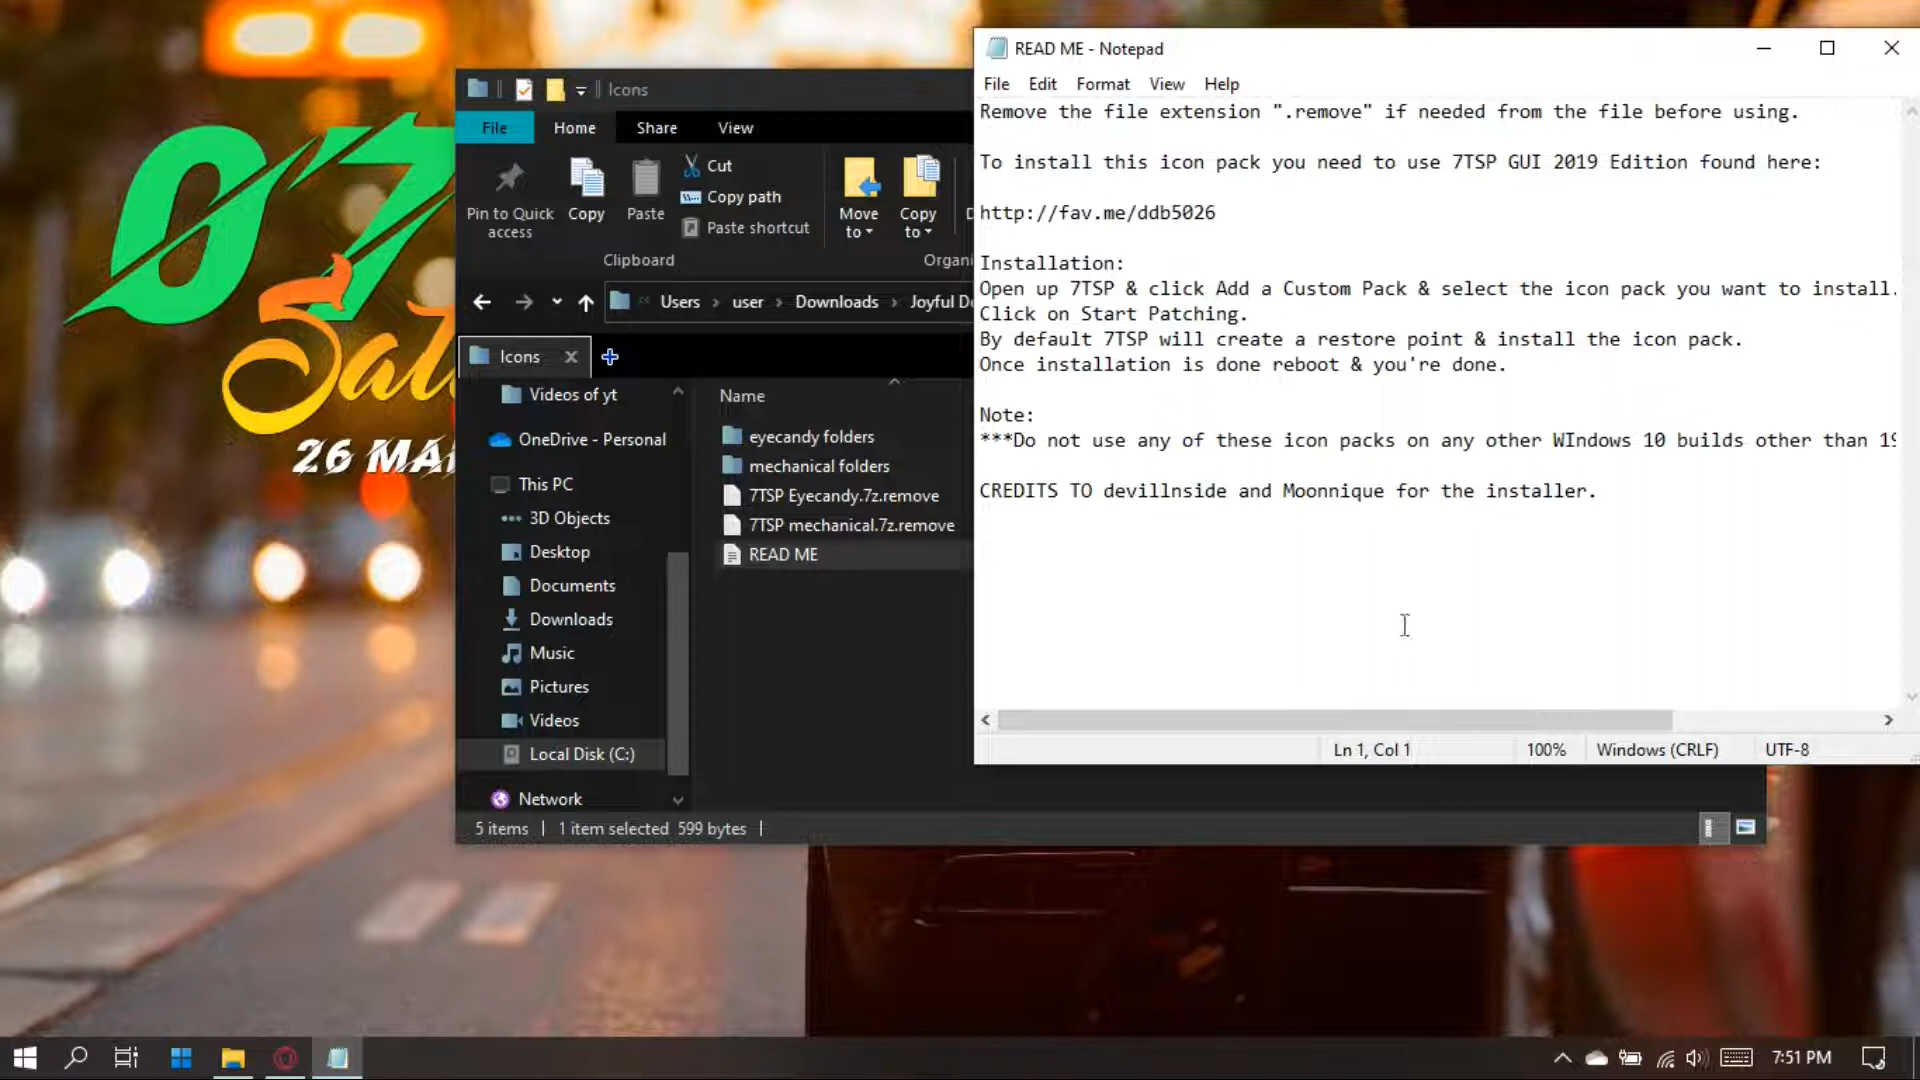 07
Sat
26 MA
Icons
File
Home
Share
View
Pin to Quick access
Copy
Paste
Cut
Copy path
Paste shortcut
Move to
Copy to
Clipboard
Organi
Users
user
Downloads
Joyful D
Icons
Videos of yt
OneDrive - Personal
This PC
3D Objects
Desktop
Documents
Downloads
Music
Pictures
Videos
Local Disk (C:)
Network
Name
eyecandy folders
mechanical folders
7TSP Eyecandy.7z.remove
7TSP mechanical.7z.remove
READ ME
5 items
1 item selected 599 bytes
READ ME - Notepad
File Edit Format View Help
Remove the file extension ".remove" if needed from the file before using.
To install this icon pack you need to use 7TSP GUI 2019 Edition found here:
http://fav.me/ddb5026
Installation:
Open up 7TSP & click Add a Custom Pack & select the icon pack you want to install.
Click on Start Patching.
By default 7TSP will create a restore point & install the icon pack.
Once installation is done reboot & you're done.
Note:
***Do not use any of these icon packs on any other WIndows 10 builds other than 19
CREDITS TO devillnside and Moonnique for the installer.
Ln 1, Col 1
100%
Windows (CRLF)
UTF-8
7:51 PM